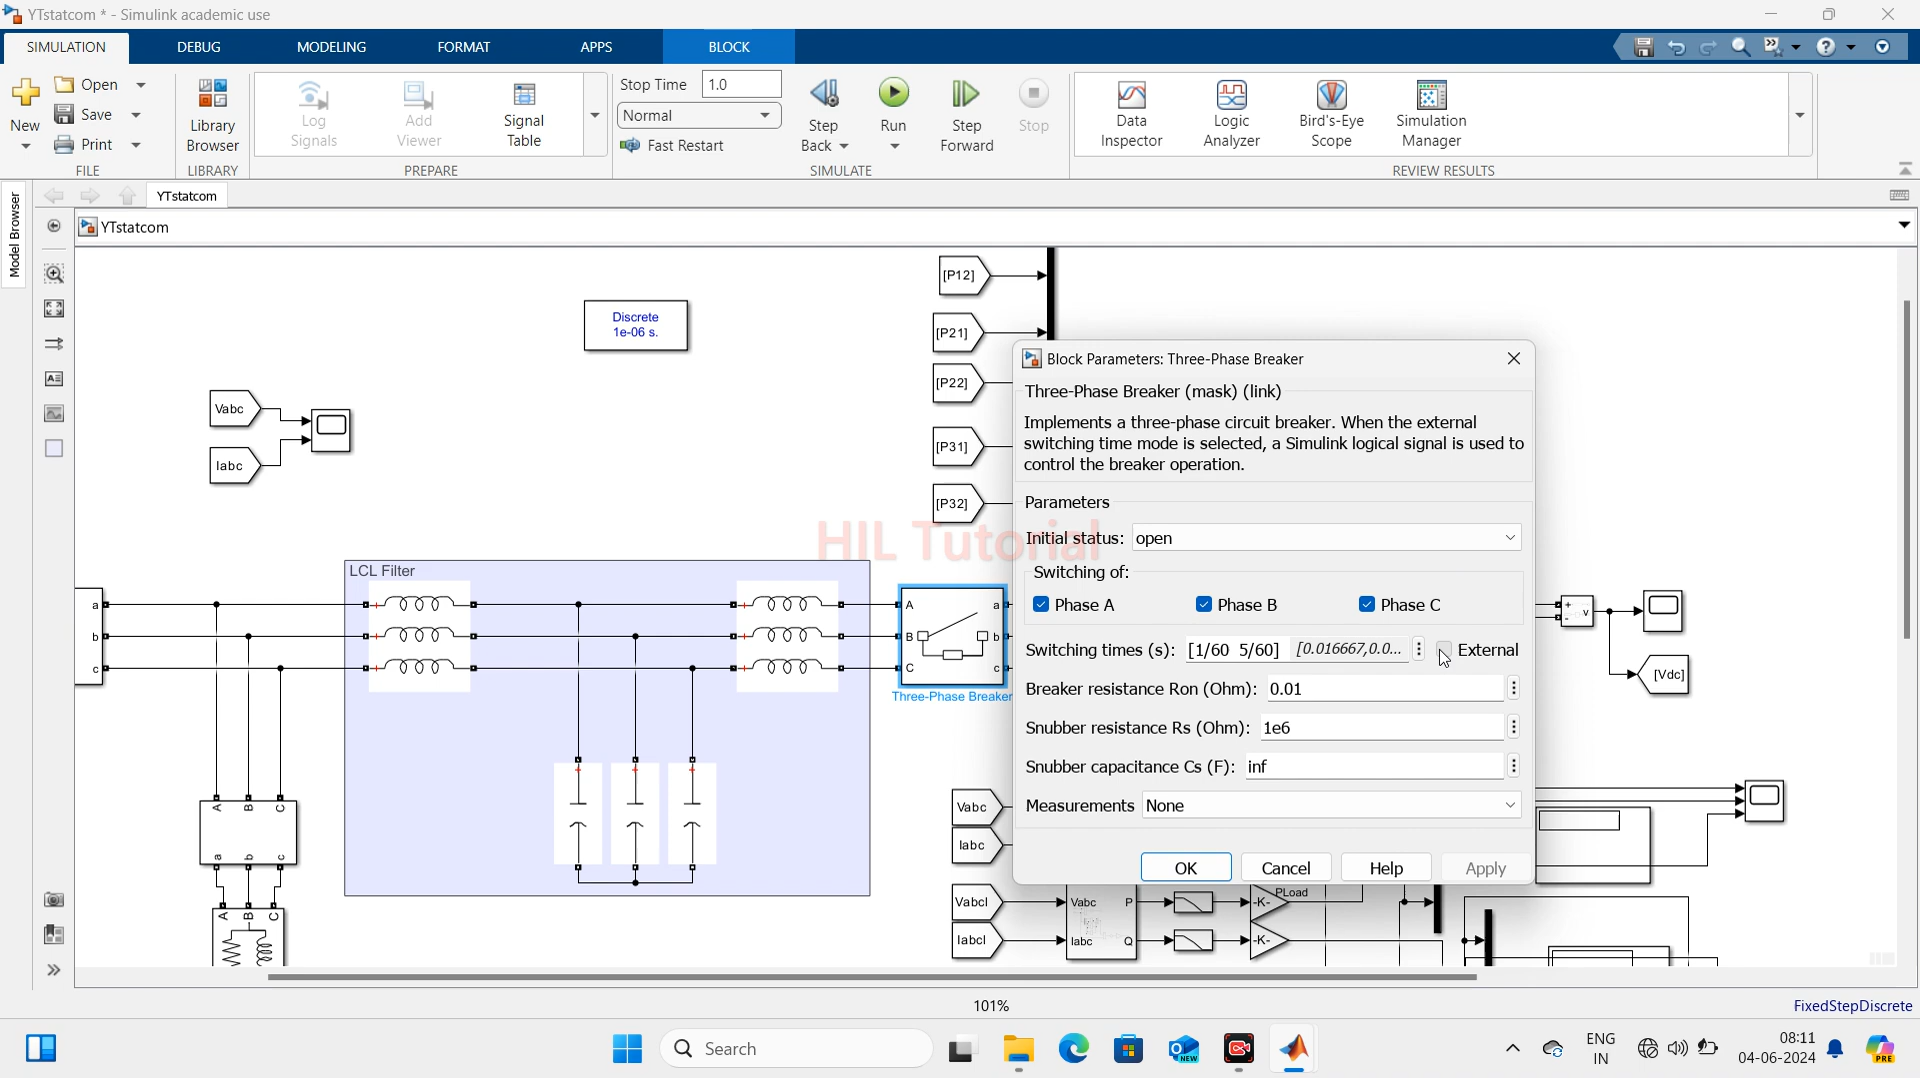 YTstatcom * - Simulink academic use
SIMULATION
DEBUG
MODELING
FORMAT
APPS
BLOCK
New
Open
Save
Print
FILE
Library
Browser
LIBRARY
Log
Signals
Add
Viewer
Signal
Table
PREPARE
Stop Time
1.0
Normal
Fast Restart
Step
Back
Run
Step
Forward
Stop
SIMULATE
Data
Inspector
Logic
Analyzer
Bird's-Eye
Scope
Simulation
Manager
REVIEW RESULTS
Model Browser
YTstatcom
YTstatcom
Discrete
1e-06 s.
Vabc
Iabc
[P12]
[P21]
[P22]
[P31]
[P32]
HIL Tutorial
LCL Filter
a
b
c
A
B
C
a
b
c
Three-Phase Breaker
A B C
a b c
A B C
Block Parameters: Three-Phase Breaker
Three-Phase Breaker (mask) (link)
Implements a three-phase circuit breaker. When the external
switching time mode is selected, a Simulink logical signal is used to
control the breaker operation.
Parameters
Initial status: open
Switching of:
Phase A
Phase B
Phase C
Switching times (s): [1/60 5/60] [0.016667,0.0...
External
Breaker resistance Ron (Ohm): 0.01
Snubber resistance Rs (Ohm): 1e6
Snubber capacitance Cs (F): inf
Measurements None
OK
Cancel
Help
Apply
+
-
v
[Vdc]
Vabc
Iabc
Vabcl
Iabcl
Vabc
P
Iabc
Q
-K-
-K-
PLoad
101%
FixedStepDiscrete
Search
NEW
ENG
IN
08:11
04-06-2024
PRE